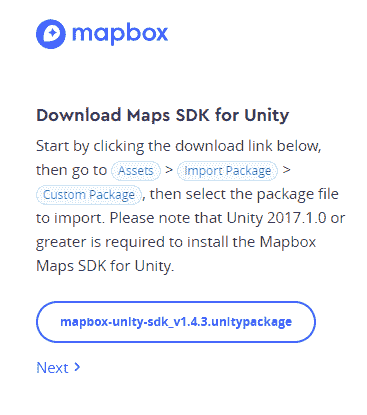 mapbox
Download Maps SDK for Unity
Start by clicking the download link below,
then go to Assets > Import Package >
Custom Package, then select the package file
to import. Please note that Unity 2017.1.0 or
greater is required to install the Mapbox
Maps SDK for Unity.
mapbox-unity-sdk_v1.4.3.unitypackage
Next >